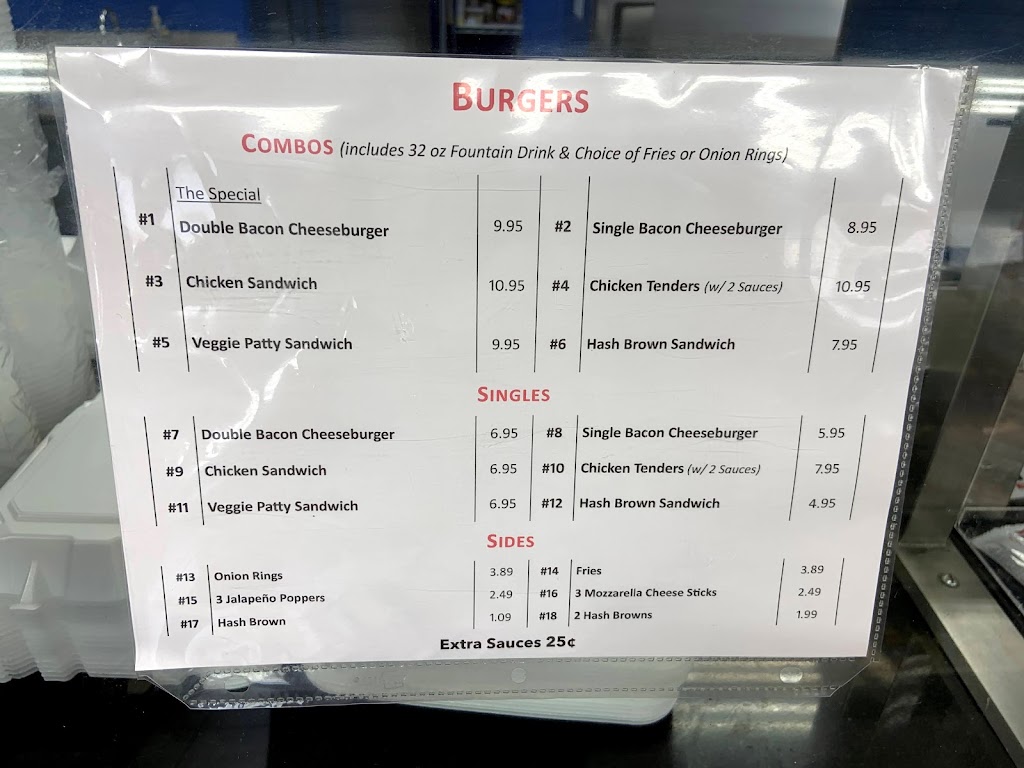 BURGERS
COMBOS (includes 32 oz Fountain Drink & Choice of Fries or Onion Rings)
The Special
#1 Double Bacon Cheeseburger 9.95 #2 Single Bacon Cheeseburger 8.95
#3 Chicken Sandwich 10.95 #4 Chicken Tenders (w/ 2 Sauces) 10.95
#5 Veggie Patty Sandwich 9.95 #6 Hash Brown Sandwich 7.95
SINGLES
#7 Double Bacon Cheeseburger 6.95 #8 Single Bacon Cheeseburger 5.95
#9 Chicken Sandwich 6.95 #10 Chicken Tenders (w/ 2 Sauces) 7.95
#11 Veggie Patty Sandwich 6.95 #12 Hash Brown Sandwich 4.95
SIDES
#13 Onion Rings 3.89 #14 Fries 3.89
#15 3 Jalapeño Poppers 2.49 #16 3 Mozzarella Cheese Sticks 2.49
#17 Hash Brown 1.09 #18 2 Hash Browns 1.99
Extra Sauces 25¢